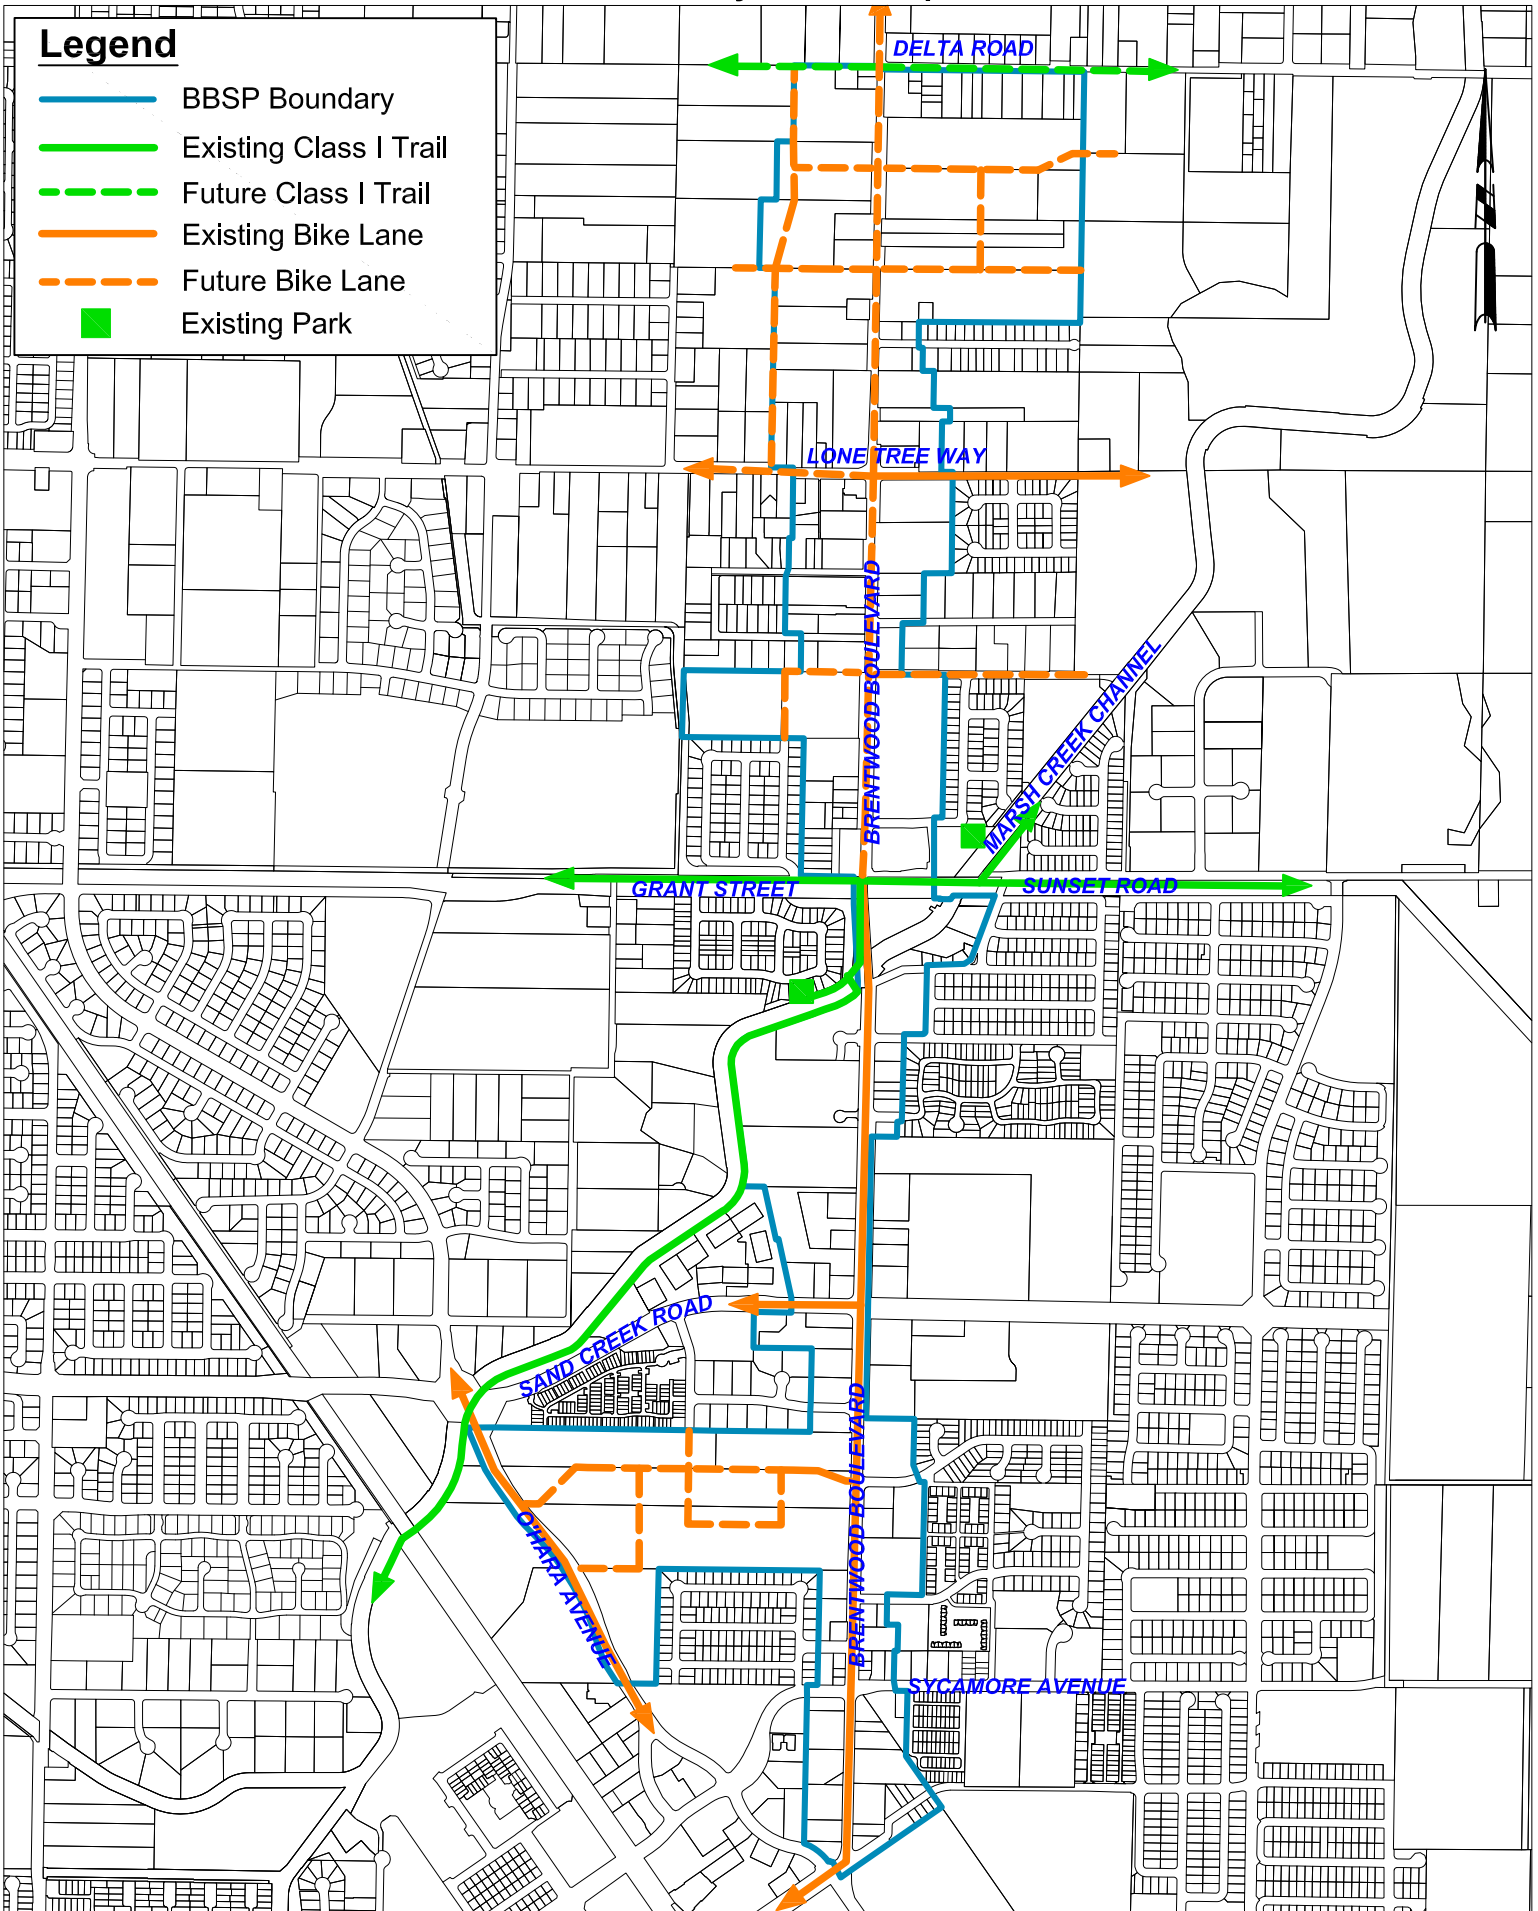 Legend
BBSP Boundary
Existing Class I Trail
Future Class I Trail
Existing Bike Lane
Future Bike Lane
Existing Park
DELTA ROAD
LONE TREE WAY
BRENTWOOD BOULEVARD
MARSH CREEK CHANNEL
GRANT STREET
SUNSET ROAD
SAND CREEK ROAD
BRENTWOOD BOULEVARD
O'HARA AVENUE
SYCAMORE AVENUE